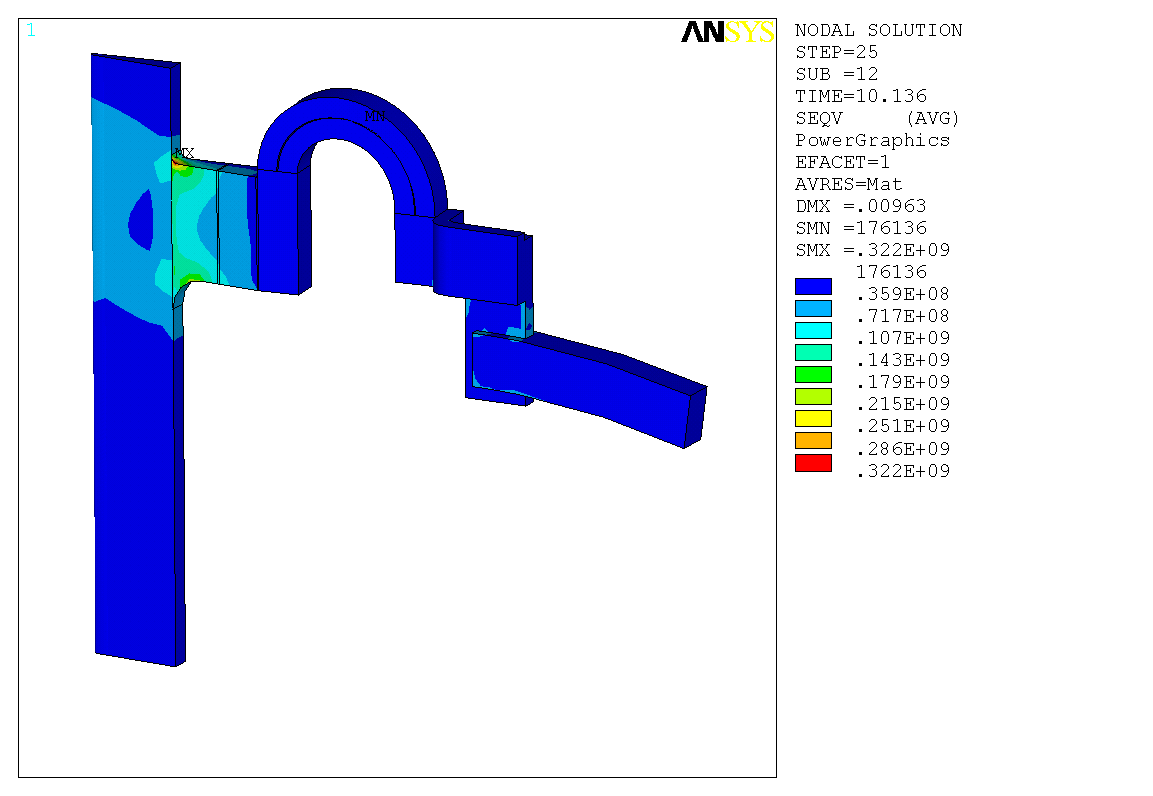 1
ANSYS
MX
MN
NODAL SOLUTION
STEP=25
SUB =12
TIME=10.136
SEQV     (AVG)
PowerGraphics
EFACET=1
AVRES=Mat
DMX =.00963
SMN =176136
SMX =.322E+09
176136
.359E+08
.717E+08
.107E+09
.143E+09
.179E+09
.215E+09
.251E+09
.286E+09
.322E+09